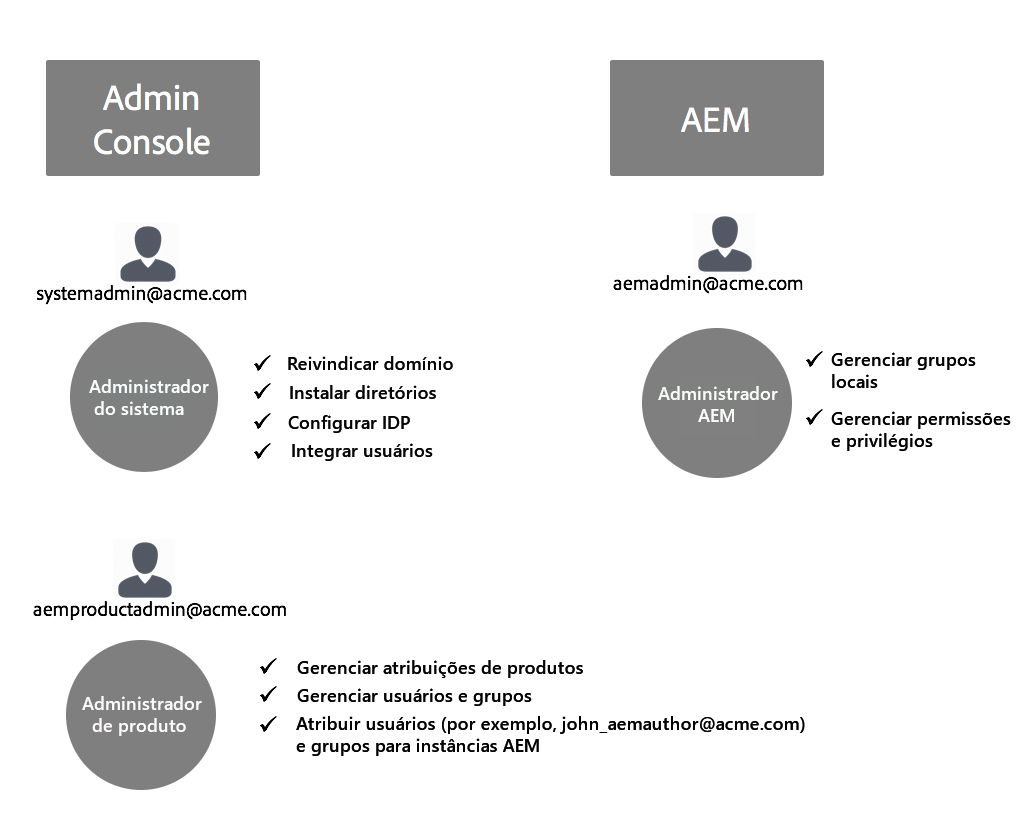 Admin
Console
AEM
systemadmin@acme.com
aemadmin@acme.com
Administrador
do sistema
Reivindicar domínio
Instalar diretórios
Configurar IDP
Integrar usuários
Administrador
AEM
Gerenciar grupos
locais
Gerenciar permissões
e privilégios
aemproductadmin@acme.com
Administrador
de produto
Gerenciar atribuições de produtos
Gerenciar usuários e grupos
Atribuir usuários (por exemplo, john_aemauthor@acme.com)
e grupos para instâncias AEM